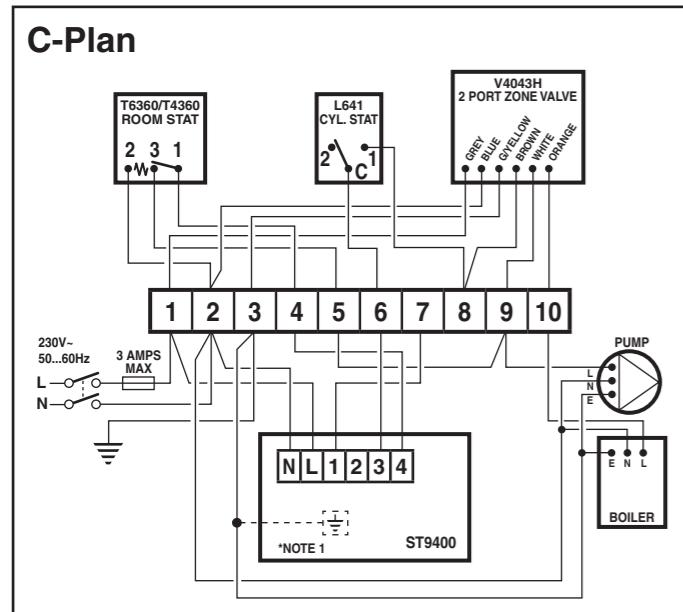 C-Plan
T6360/T4360
ROOM STAT
2 3 1
L641
CYL. STAT
2 1
C
V4043H
2 PORT ZONE VALVE
GREY
BLUE
G/YELLOW
BROWN
WHITE
ORANGE
1 2 3 4 5 6 7 8 9 10
230V~
50...60Hz
3 AMPS
MAX
L
N
PUMP
L
N
E
N L 1 2 3 4
E N L
BOILER
*NOTE 1
ST9400